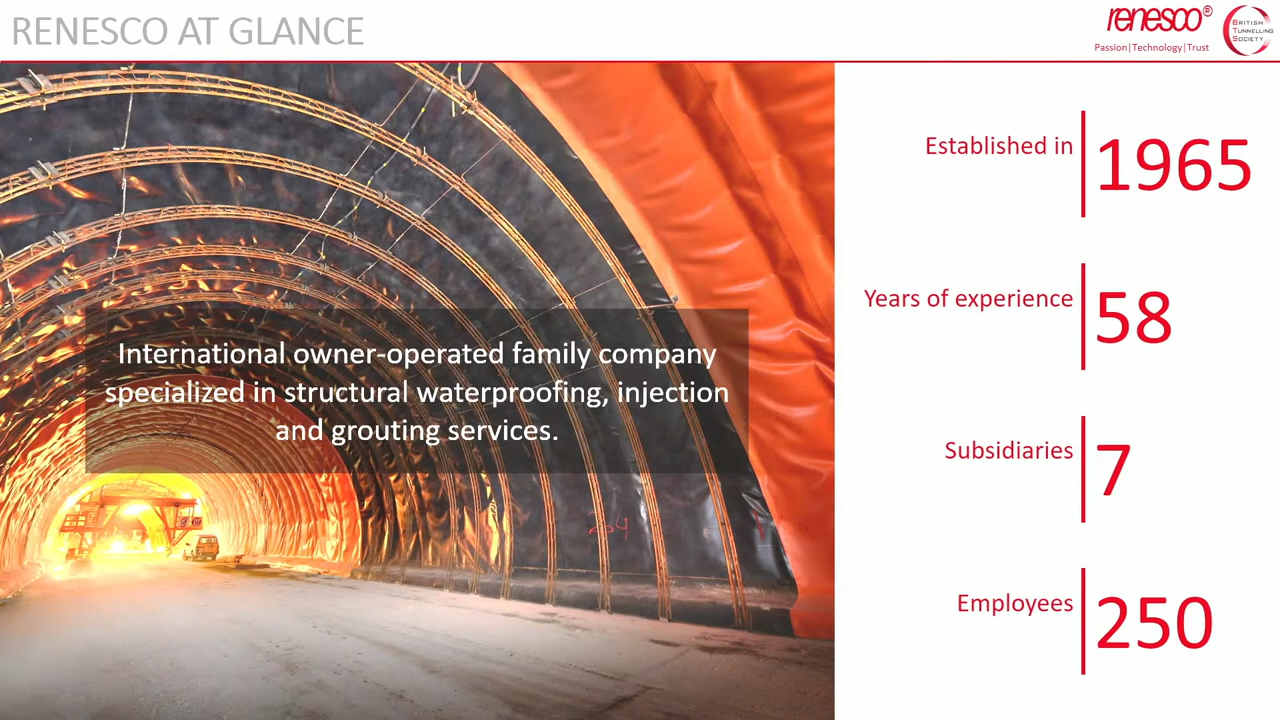 RENESCO AT GLANCE
renesco®
Passion|Technology|Trust
BRITISH
TUNNELLING
SOCIETY
International owner-operated family company
specialized in structural waterproofing, injection
and grouting services.
Established in
1965
Years of experience
58
Subsidiaries
7
Employees
250